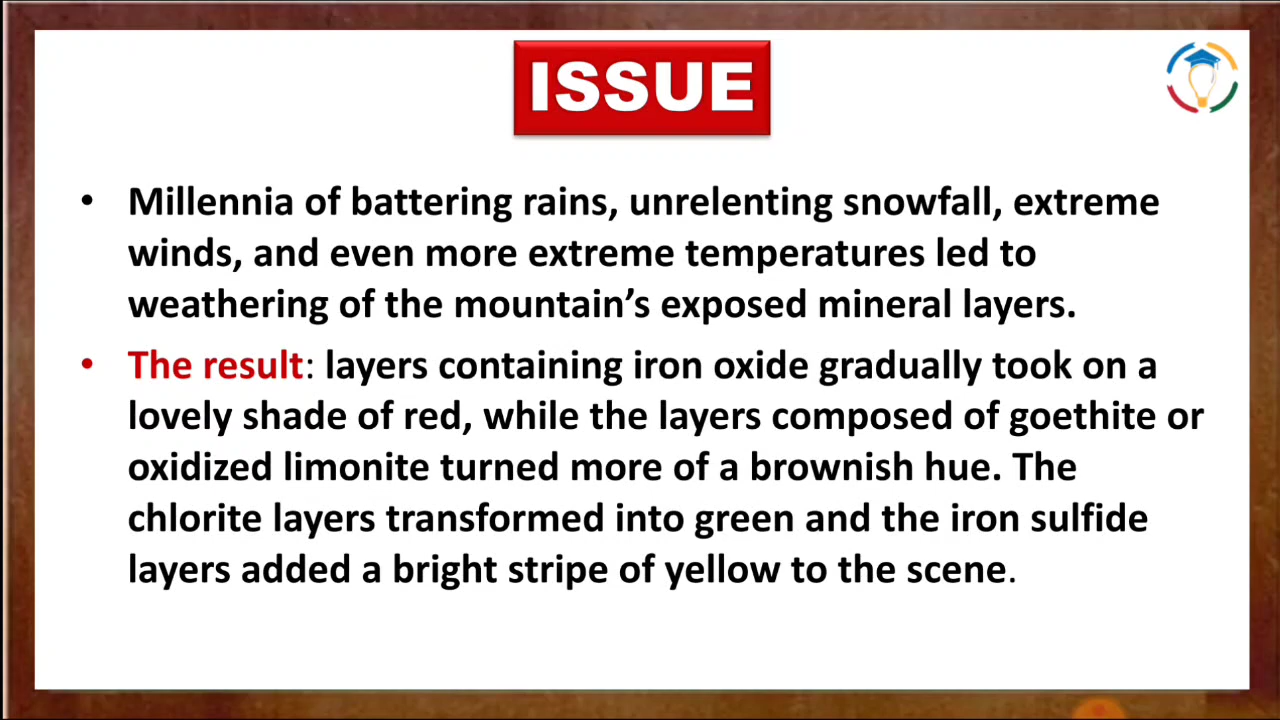 ISSUE
• Millennia of battering rains, unrelenting snowfall, extreme
winds, and even more extreme temperatures led to
weathering of the mountain’s exposed mineral layers.
• The result: layers containing iron oxide gradually took on a
lovely shade of red, while the layers composed of goethite or
oxidized limonite turned more of a brownish hue. The
chlorite layers transformed into green and the iron sulfide
layers added a bright stripe of yellow to the scene.